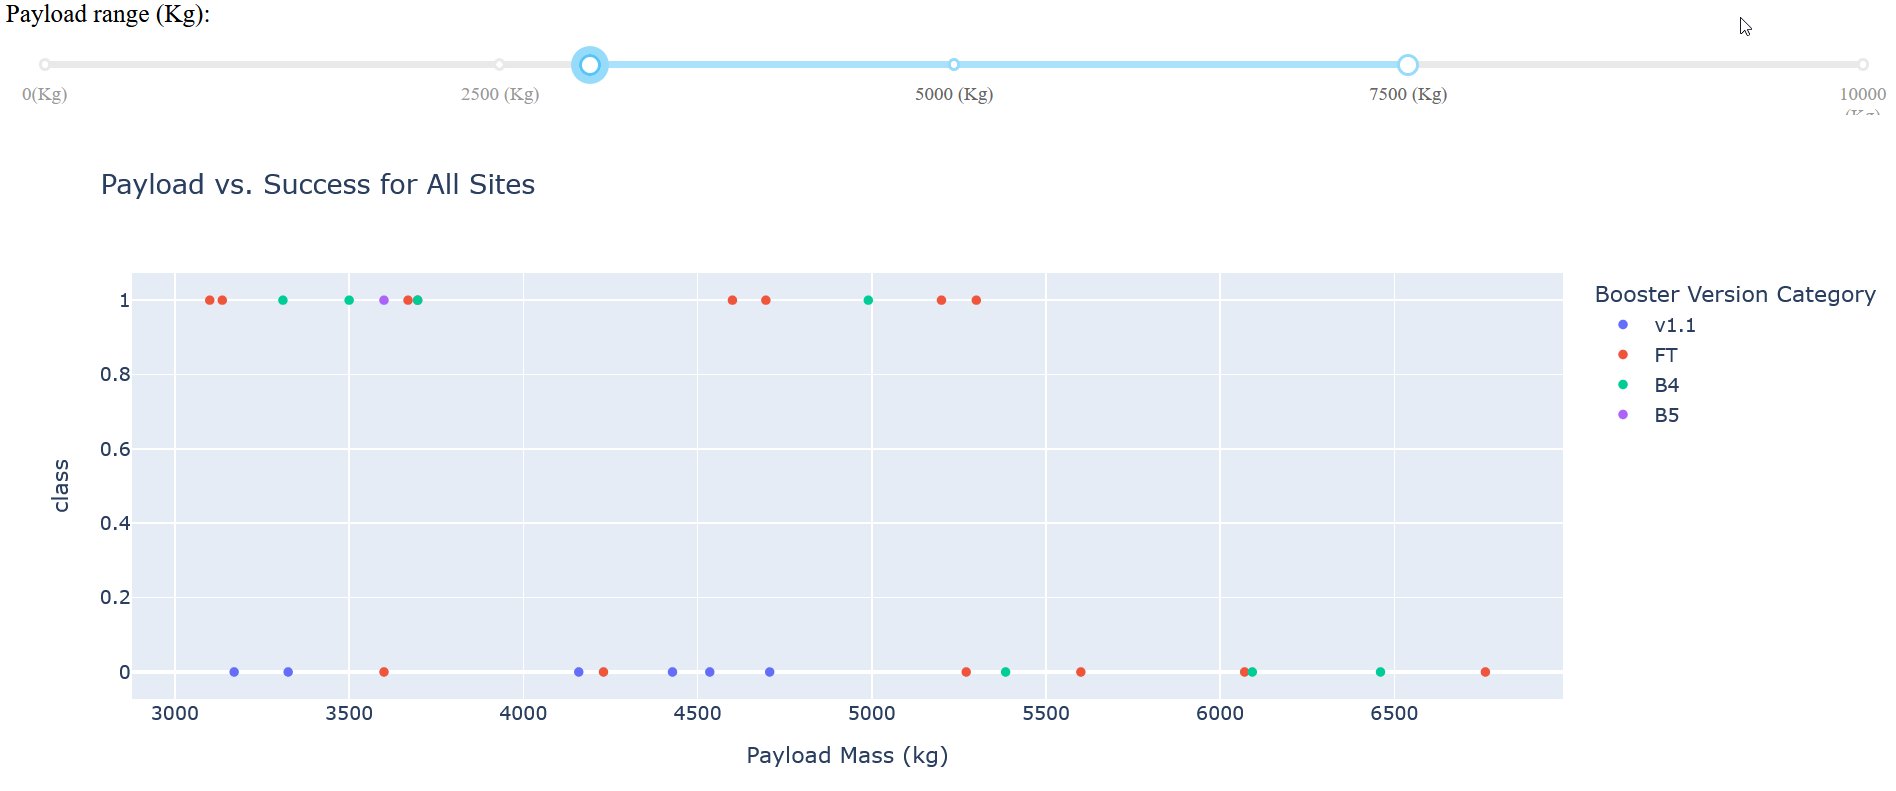 Payload range (Kg):
0(Kg) 2500 (Kg) 5000 (Kg) 7500 (Kg) 10000
(Kg)
Payload vs. Success for All Sites
Booster Version Category
v1.1
FT
B4
B5
1
0.8
0.6
0.4
0.2
0
class
3000 3500 4000 4500 5000 5500 6000 6500
Payload Mass (kg)